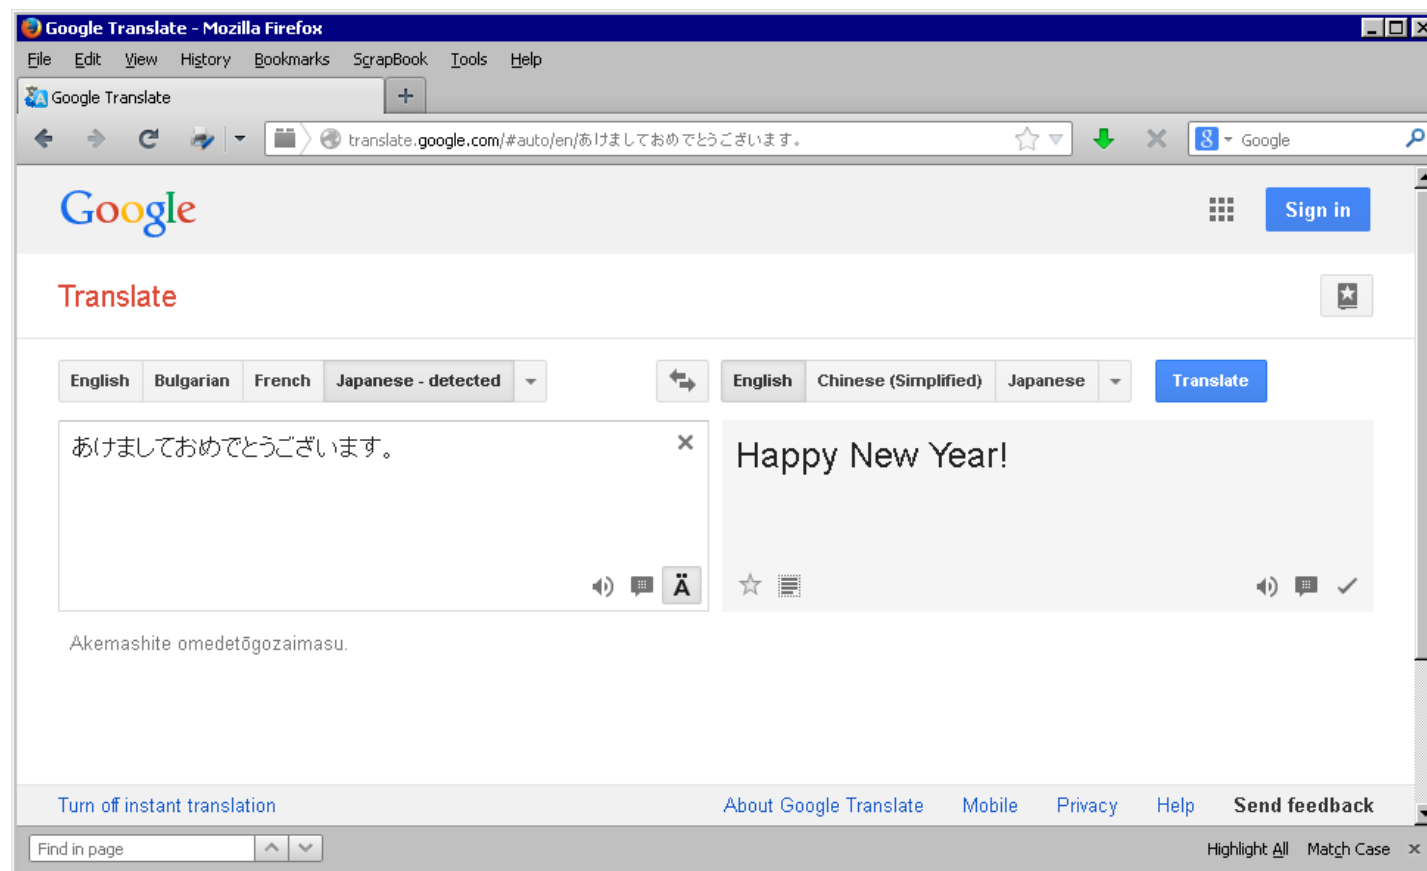 Google Translate - Mozilla Firefox
File Edit View History Bookmarks ScrapBook Tools Help
Google Translate
translate.google.com/#auto/en/あけましておめでとうございます。
Google
Google
Sign in
Translate
English Bulgarian French Japanese - detected
English Chinese (Simplified) Japanese Translate
あけましておめでとうございます。
Happy New Year!
Ä
Akemashite omedetōgozaimasu.
Turn off instant translation
About Google Translate Mobile Privacy Help Send feedback
Find in page
Highlight All Match Case